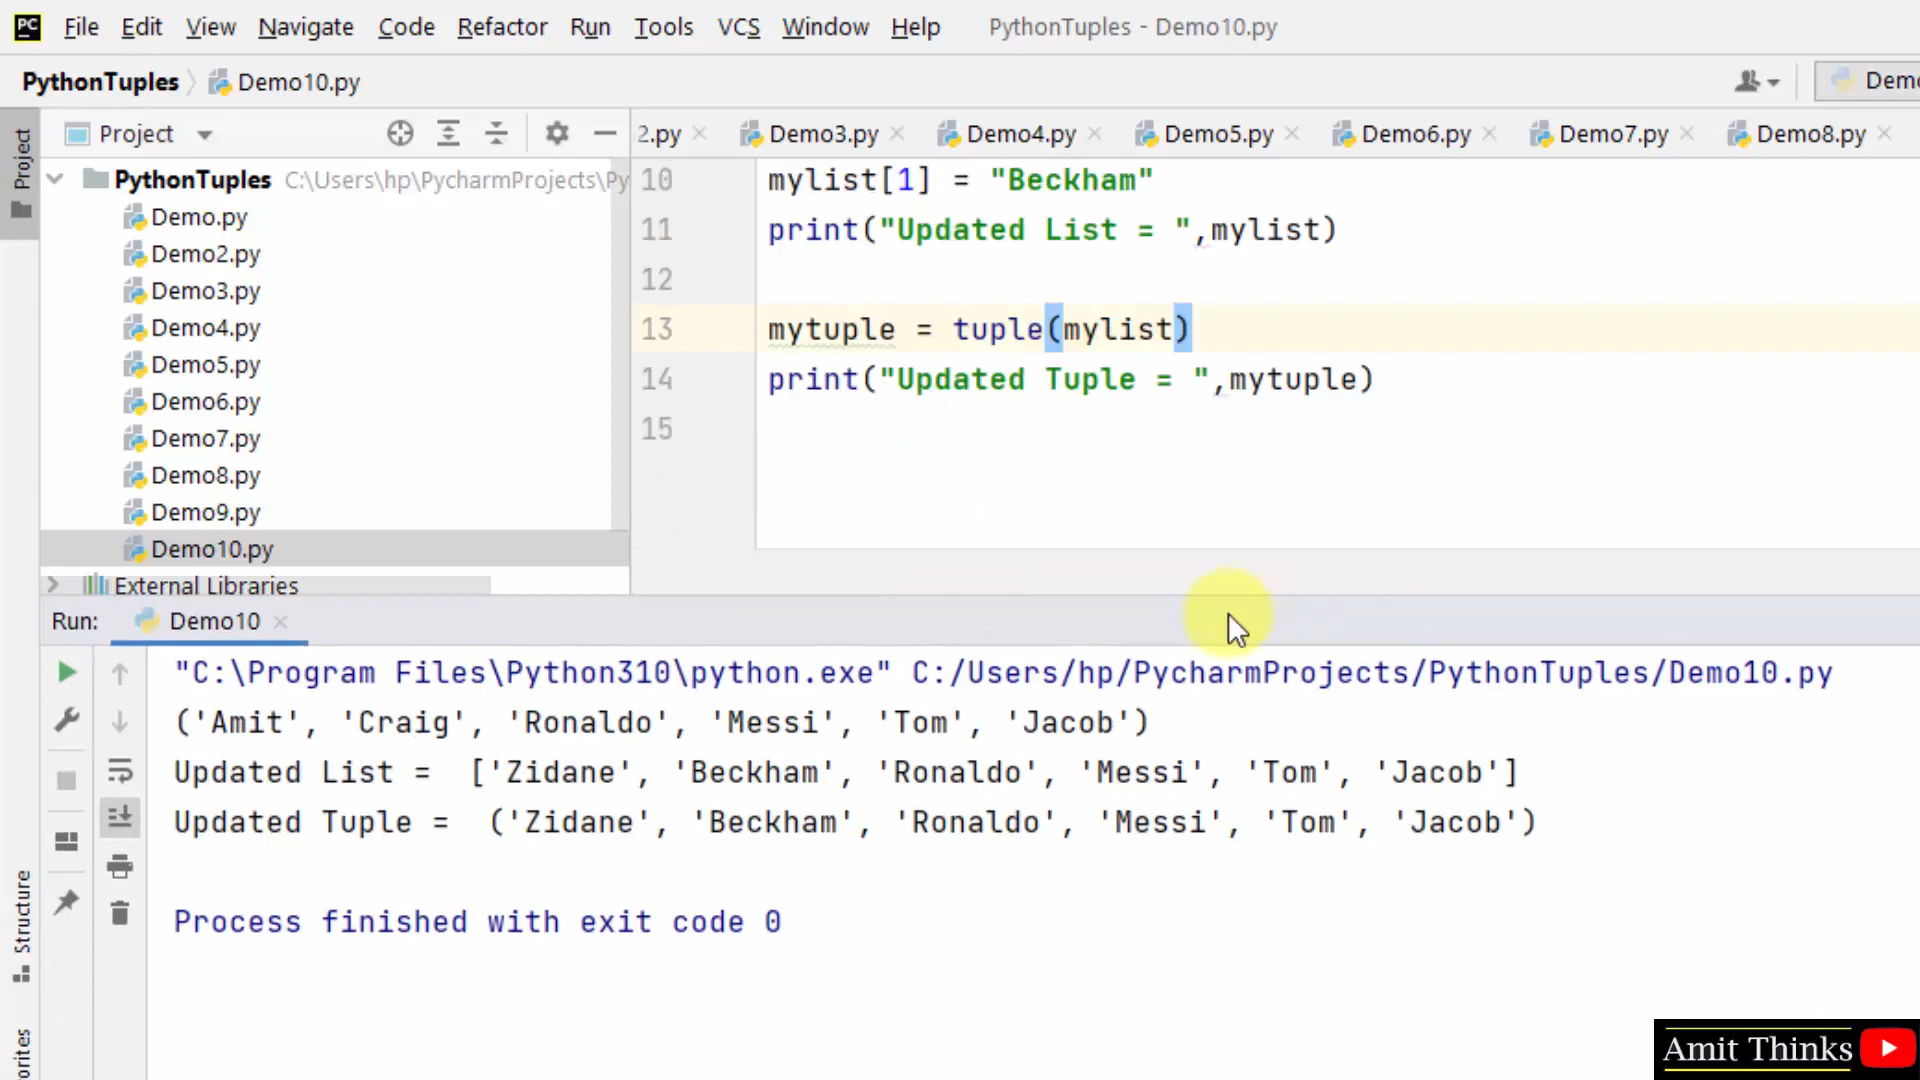 PC File Edit View Navigate Code Refactor Run Tools VCS Window Help PythonTuples - Demo10.py
PythonTuples Demo10.py
Project
Project
2.py Demo3.py Demo4.py Demo5.py Demo6.py Demo7.py Demo8.py
PythonTuples C:\Users\hp\PycharmProjects\Py
Demo.py
Demo2.py
Demo3.py
Demo4.py
Demo5.py
Demo6.py
Demo7.py
Demo8.py
Demo9.py
Demo10.py
External Libraries
10 mylist[1] = "Beckham"
11 print("Updated List = ",mylist)
12
13 mytuple = tuple(mylist)
14 print("Updated Tuple = ",mytuple)
15
Run: Demo10
"C:\Program Files\Python310\python.exe" C:/Users/hp/PycharmProjects/PythonTuples/Demo10.py
('Amit', 'Craig', 'Ronaldo', 'Messi', 'Tom', 'Jacob')
Updated List =  ['Zidane', 'Beckham', 'Ronaldo', 'Messi', 'Tom', 'Jacob']
Updated Tuple =  ('Zidane', 'Beckham', 'Ronaldo', 'Messi', 'Tom', 'Jacob')
Process finished with exit code 0
Structure
Amit Thinks